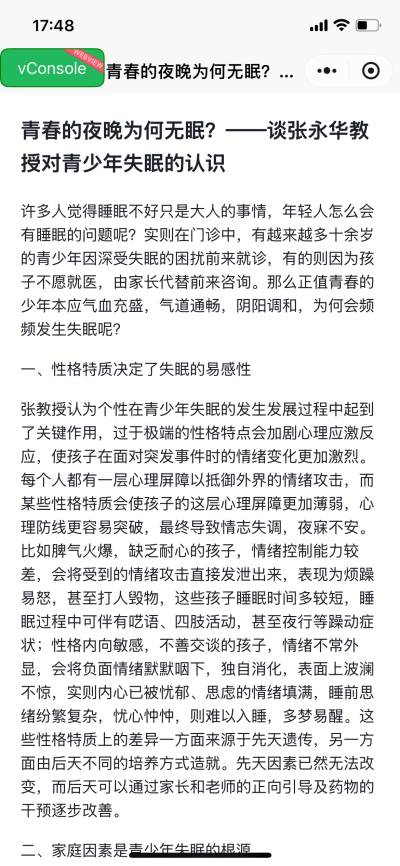 17:48
vConsole
WEBVIEW
青春的夜晚为何无眠？...
青春的夜晚为何无眠？——谈张永华教
授对青少年失眠的认识
许多人觉得睡眠不好只是大人的事情，年轻人怎么会
有睡眠的问题呢？实则在门诊中，有越来越多十余岁
的青少年因深受失眠的困扰前来就诊，有的则因为孩
子不愿就医，由家长代替前来咨询。那么正值青春的
少年本应气血充盛，气道通畅，阴阳调和，为何会频
频发生失眠呢？
一、性格特质决定了失眠的易感性
张教授认为个性在青少年失眠的发生发展过程中起到
了关键作用，过于极端的性格特点会加剧心理应激反
应，使孩子在面对突发事件时的情绪变化更加激烈。
每个人都有一层心理屏障以抵御外界的情绪攻击，而
某些性格特质会使孩子的这层心理屏障更加薄弱，心
理防线更容易突破，最终导致情志失调，夜寐不安。
比如脾气火爆，缺乏耐心的孩子，情绪控制能力较
差，会将受到的情绪攻击直接发泄出来，表现为烦躁
易怒，甚至打人毁物，这些孩子睡眠时间多较短，睡
眠过程中可伴有呓语、四肢活动，甚至夜行等躁动症
状；性格内向敏感，不善交谈的孩子，情绪不常外
显，会将负面情绪默默咽下，独自消化，表面上波澜
不惊，实则内心已被忧郁、思虑的情绪填满，睡前思
绪纷繁复杂，忧心忡忡，则难以入睡，多梦易醒。这
些性格特质上的差异一方面来源于先天遗传，另一方
面由后天不同的培养方式造就。先天因素已然无法改
变，而后天可以通过家长和老师的正向引导及药物的
干预逐步改善。
二、家庭因素是青少年失眠的根源